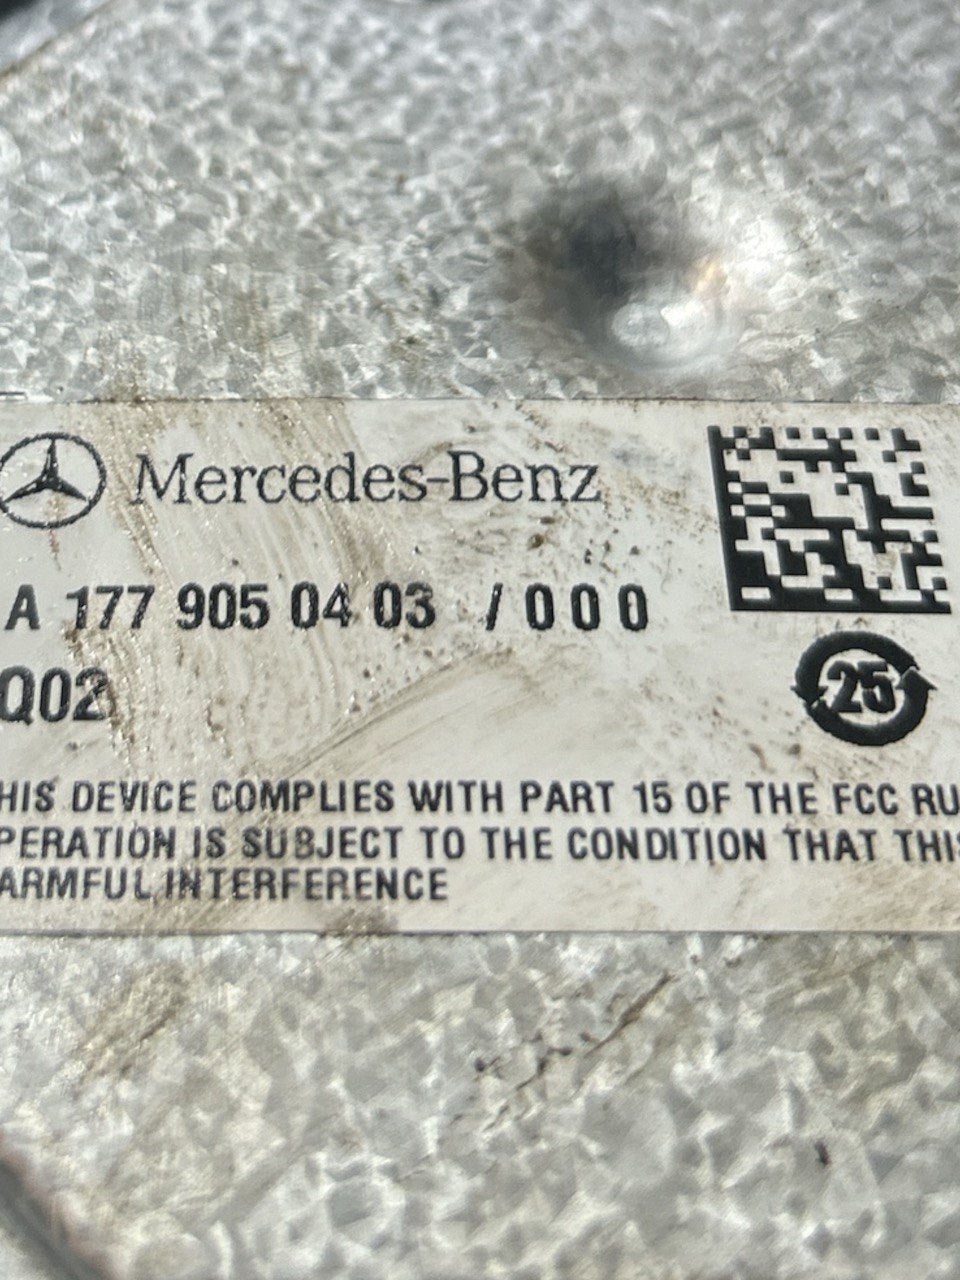 Mercedes-Benz
A 177 905 04 03 /000
Q02
25
HIS DEVICE COMPLIES WITH PART 15 OF THE FCC RU
PERATION IS SUBJECT TO THE CONDITION THAT THIS
ARMFUL INTERFERENCE